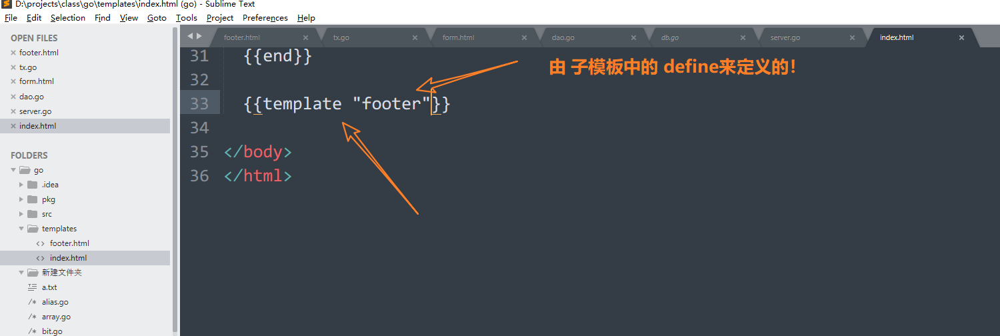 D:\projects\class\go\templates\index.html (go) - Sublime Text
File Edit Selection Find View Goto Tools Project Preferences Help
OPEN FILES
footer.html
tx.go
form.html
dao.go
server.go
index.html
FOLDERS
go
.idea
pkg
src
templates
footer.html
index.html
新建文件夹
a.txt
alias.go
array.go
bit.go
footer.html tx.go form.html dao.go db.go server.go index.html
31 {{end}}
由 子模板中的 define来定义的!
32
33 {{template "footer"}}
34
35 </body>
36 </html>